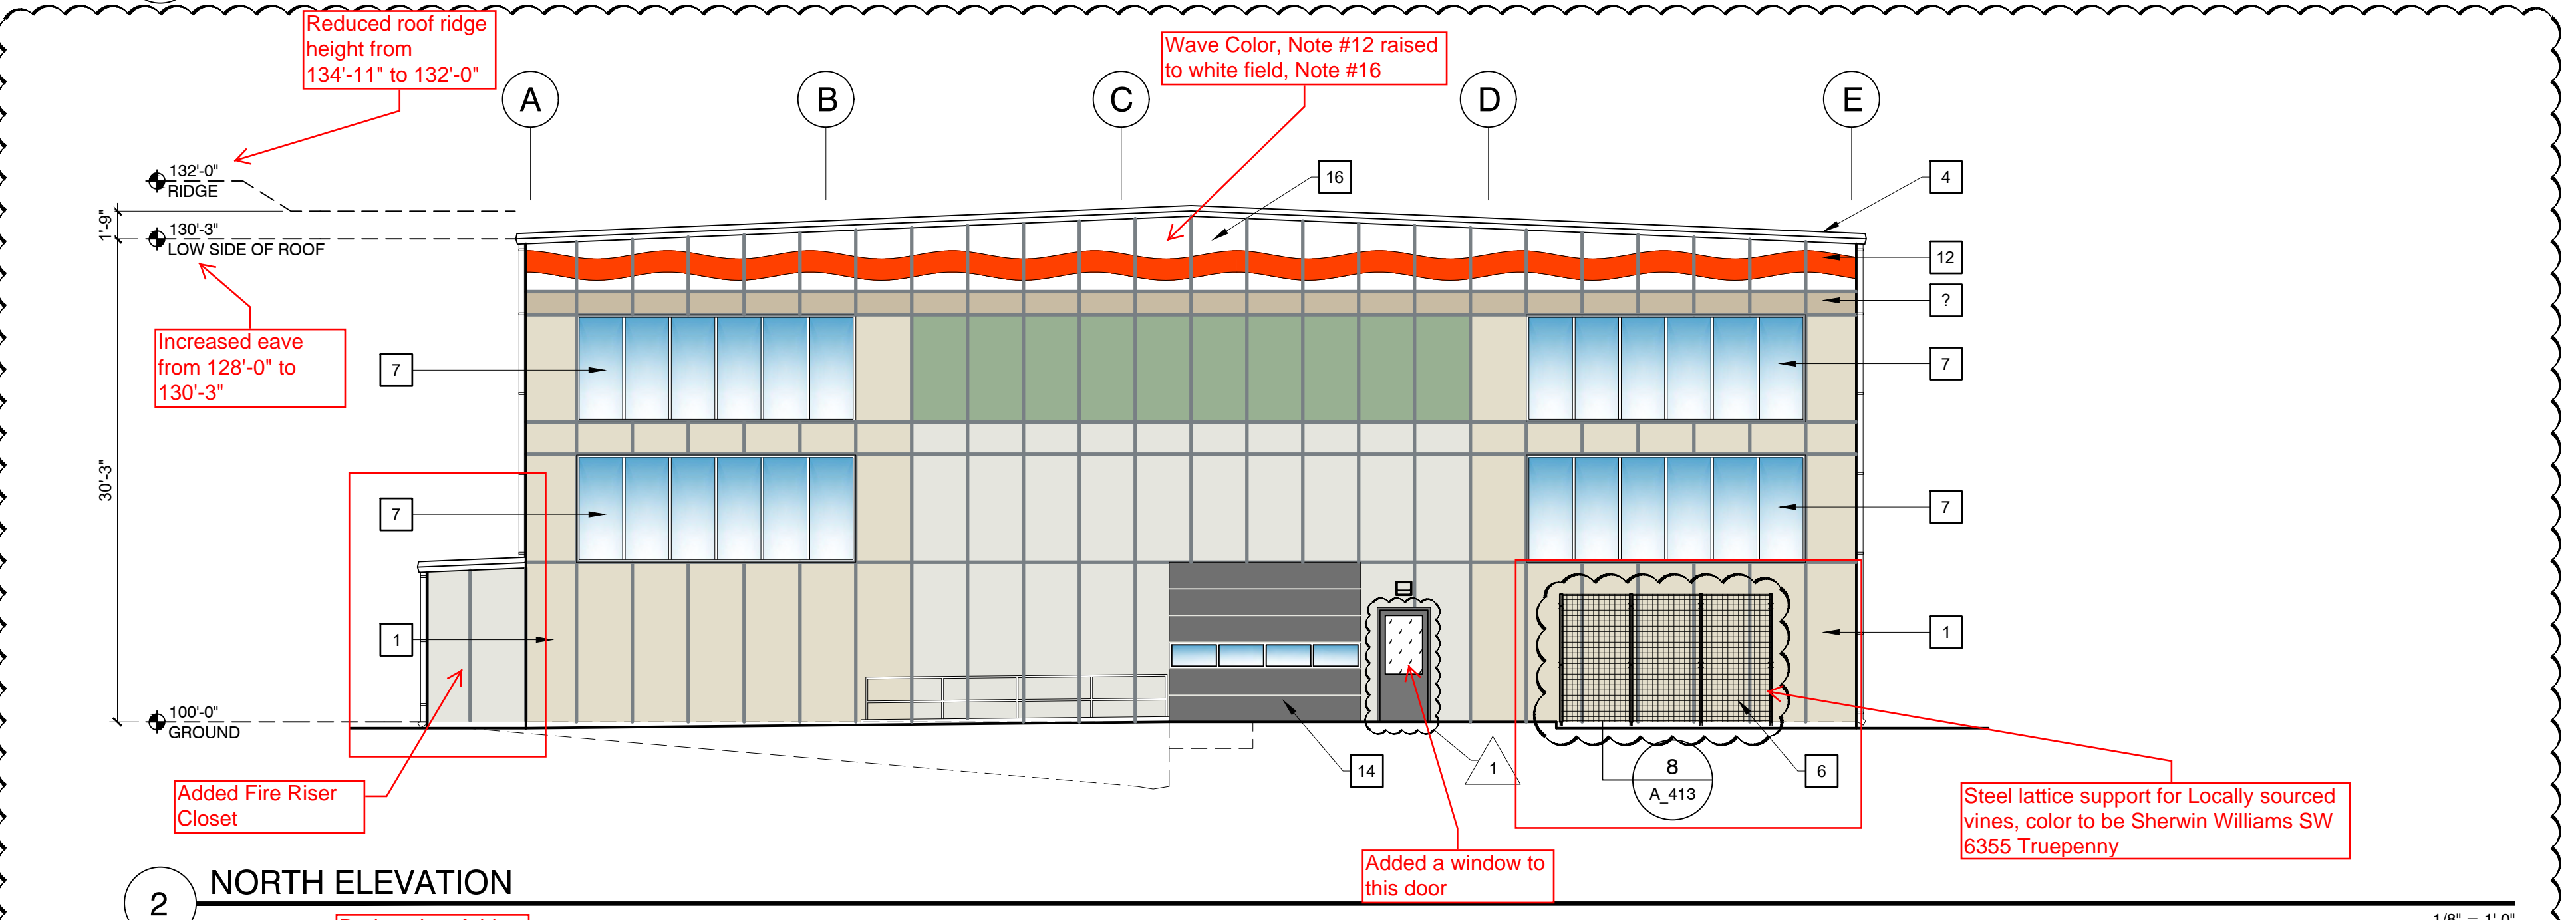 Reduced roof ridge
height from
134'-11" to 132'-0"
Wave Color, Note #12 raised
to white field, Note #16
A
B
C
D
E
132'-0"
RIDGE
16
4
1'-9"
130'-3"
LOW SIDE OF ROOF
12
?
Increased eave
from 128'-0" to
130'-3"
7
7
30'-3"
7
7
1
1
100'-0"
GROUND
14
1
8
A_413
6
Added Fire Riser
Closet
Steel lattice support for Locally sourced
vines, color to be Sherwin Williams SW
6355 Truepenny
Added a window to
this door
2
NORTH ELEVATION
1/8" = 1'-0"